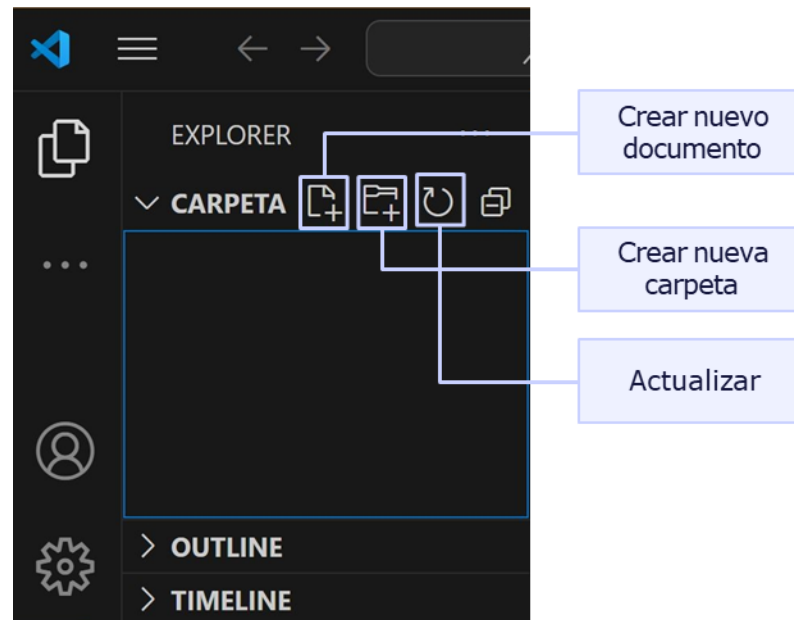 EXPLORER
CARPETA
OUTLINE
TIMELINE
Crear nuevo
documento
Crear nueva
carpeta
Actualizar